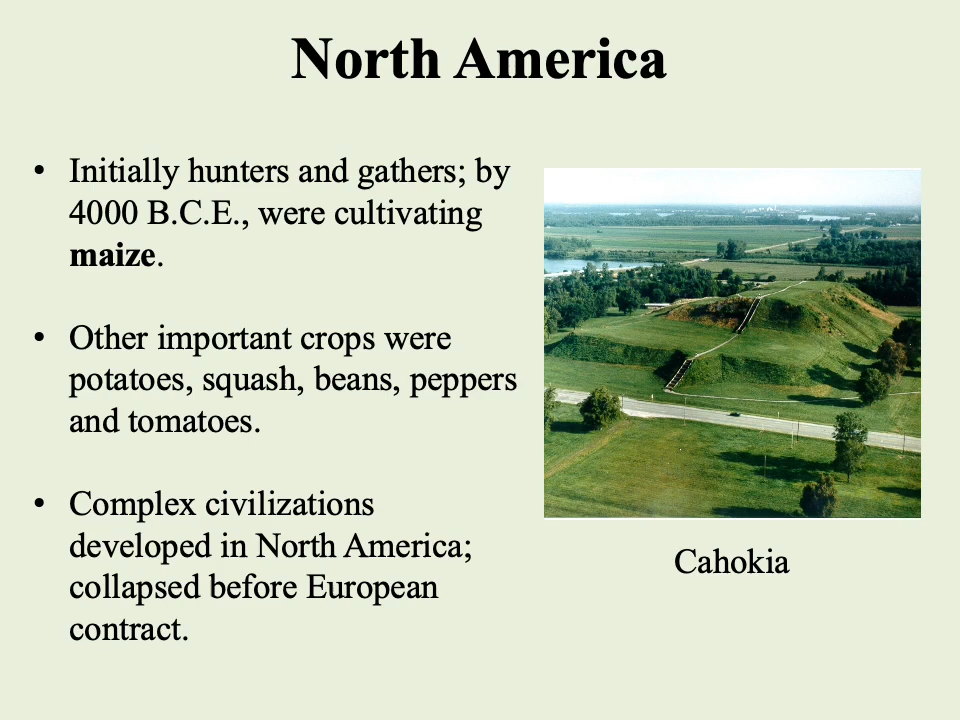 North America
• Initially hunters and gathers; by
4000 B.C.E., were cultivating
maize.
• Other important crops were
potatoes, squash, beans, peppers
and tomatoes.
• Complex civilizations
developed in North America;
collapsed before European
contract.
Cahokia